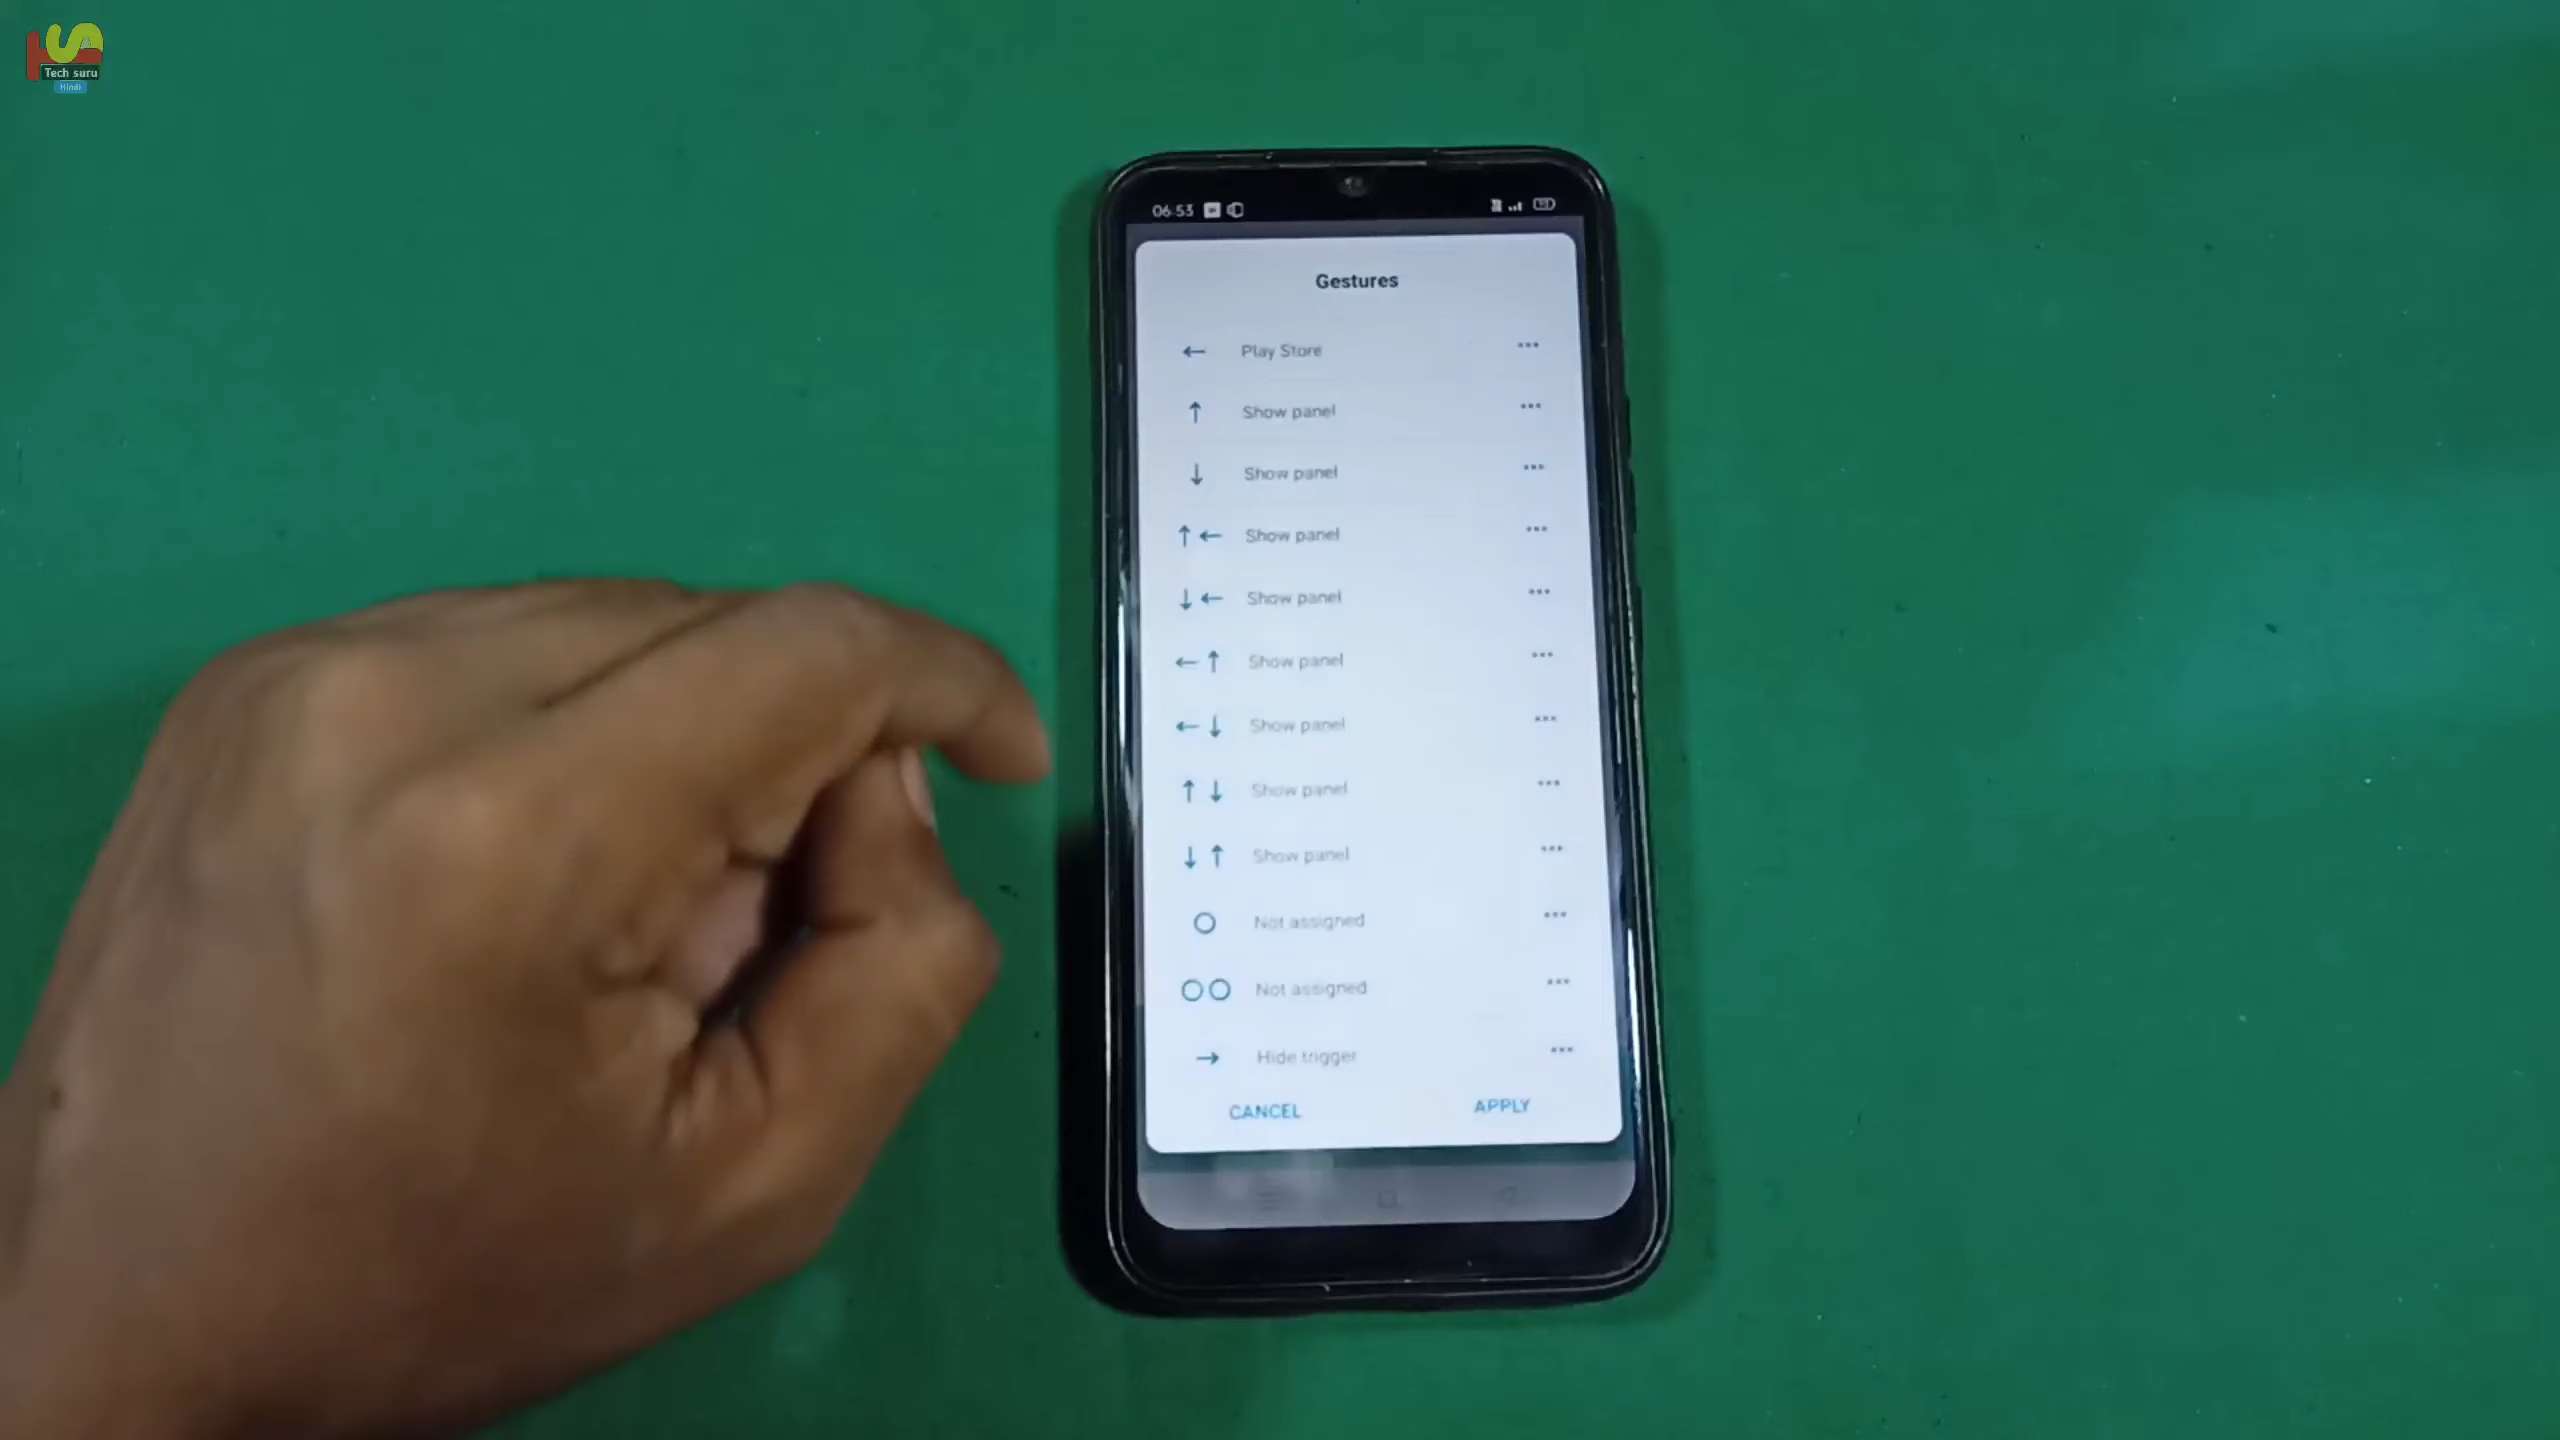 Tech suru
Hindi
06:53
Gestures
← Play Store •••
↑ Show panel •••
↓ Show panel •••
↑ ← Show panel •••
↓ ← Show panel •••
← ↑ Show panel •••
← ↓ Show panel •••
↑ ↓ Show panel •••
↓ ↑ Show panel •••
Not assigned •••
Not assigned •••
→ Hide trigger •••
CANCEL APPLY